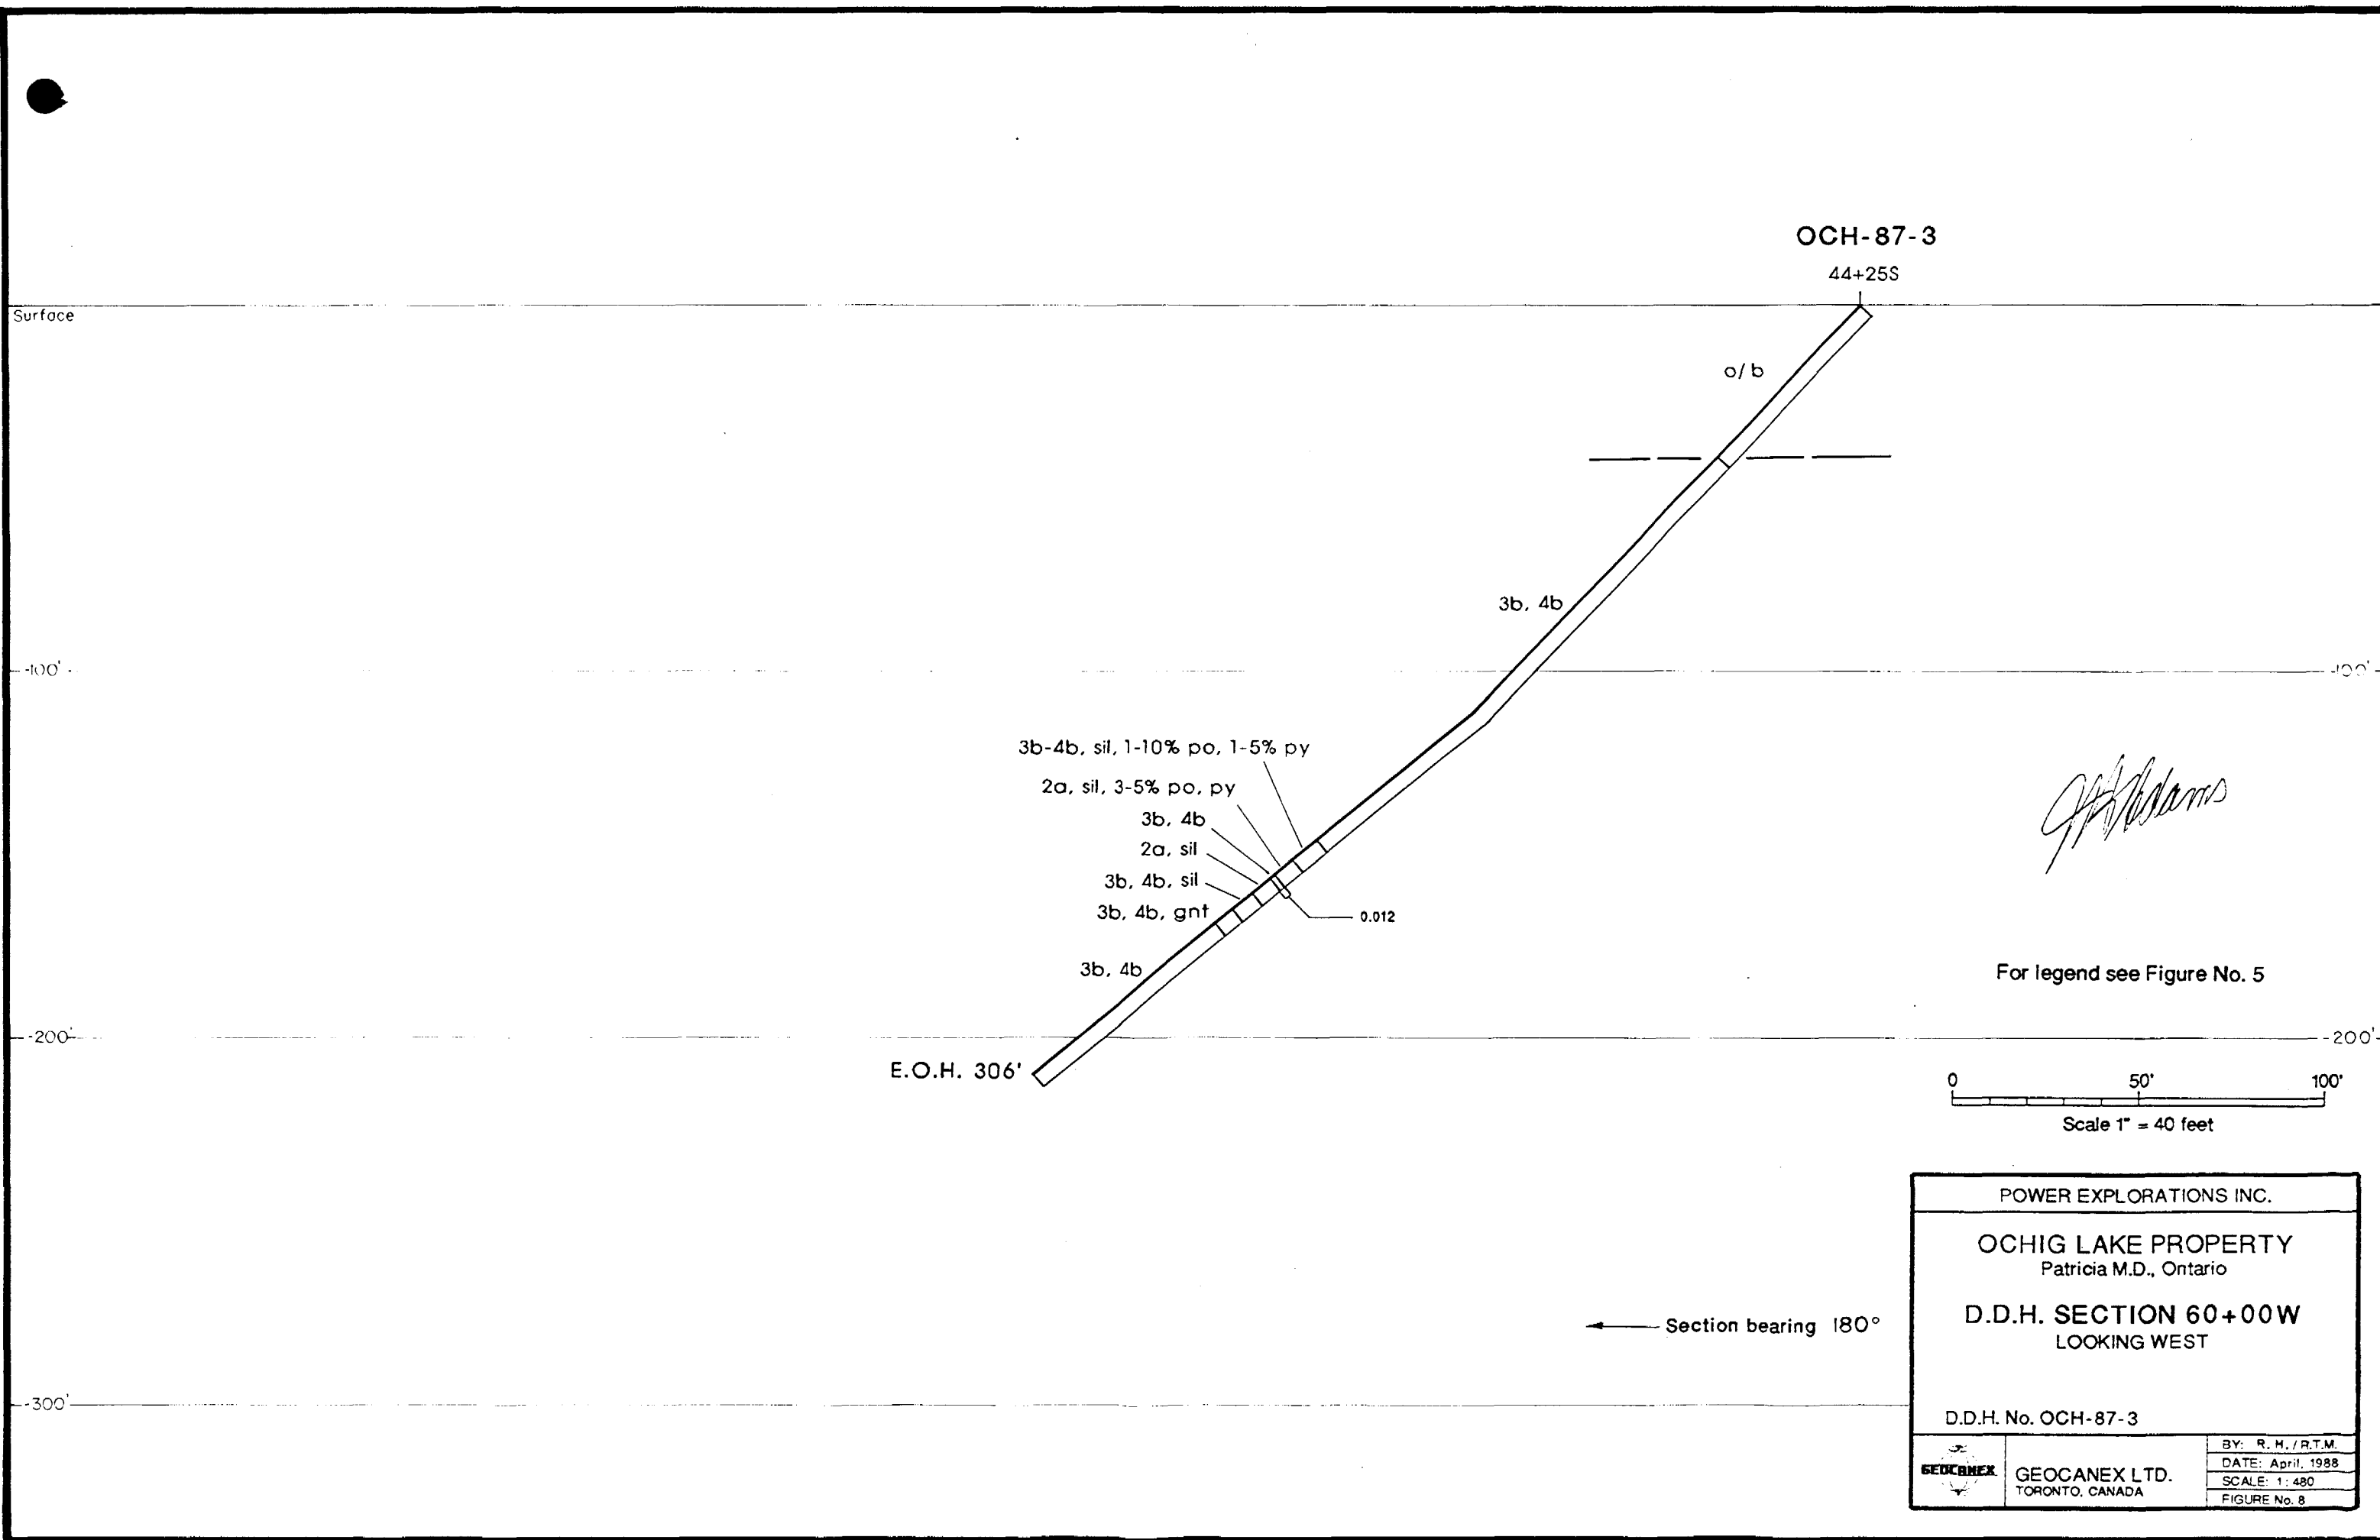 OCH-87-3
44+25S
Surface
o/b
3b, 4b
-100'
-100'
3b-4b, sil, 1-10% po, 1-5% py
2a, sil, 3-5% po, py
3b, 4b
2a, sil
3b, 4b, sil
3b, 4b, gnt
0.012
3b, 4b
Adams
For legend see Figure No. 5
-200'
-200'
E.O.H. 306'
0 50' 100'
Scale 1" = 40 feet
POWER EXPLORATIONS INC.
OCHIG LAKE PROPERTY
Patricia M.D., Ontario
D.D.H. SECTION 60+00W
LOOKING WEST
Section bearing 180°
-300'
D.D.H. No. OCH-87-3
GEOCANEX
GEOCANEX LTD.
TORONTO, CANADA
BY: R. H. / R.T.M.
DATE: April, 1988
SCALE: 1:480
FIGURE No. 8